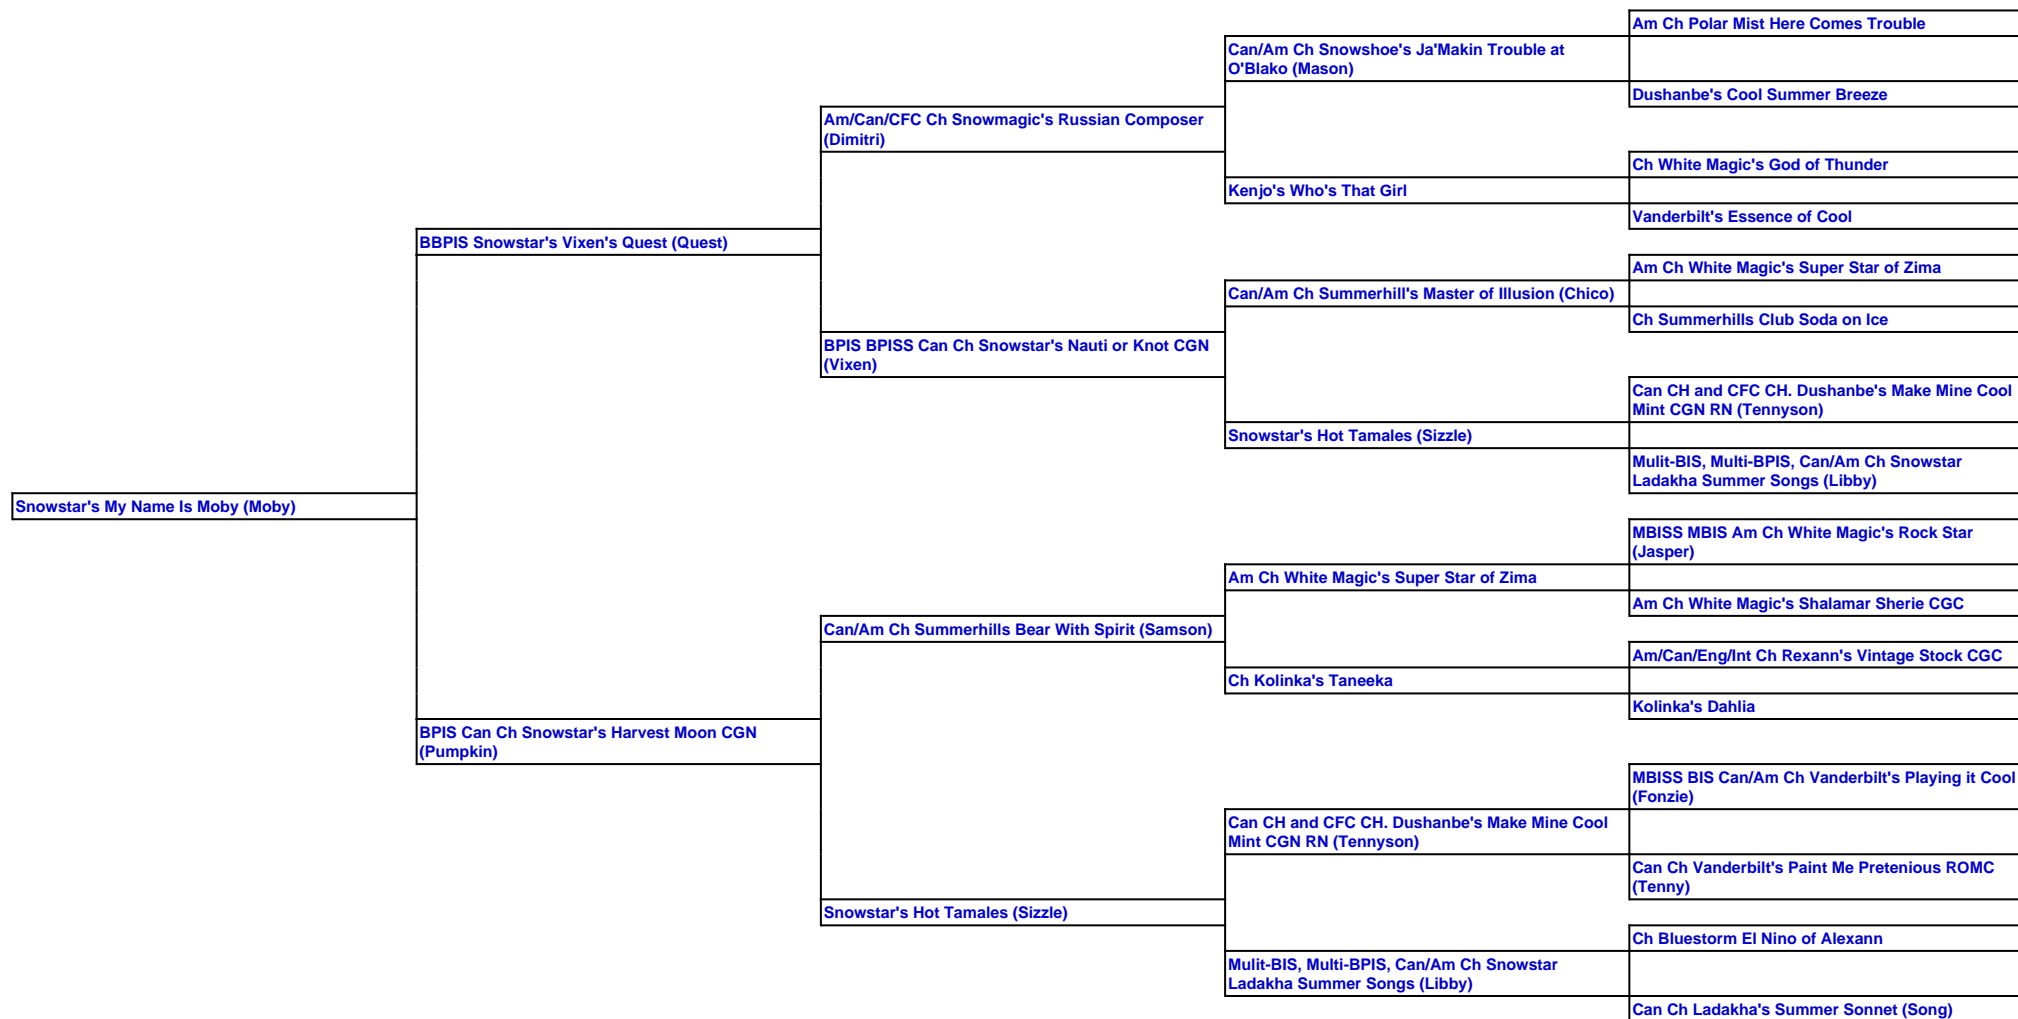 Am Ch Polar Mist Here Comes Trouble
Can/Am Ch Snowshoe's Ja'Makin Trouble at
O'Blako (Mason)
Dushanbe's Cool Summer Breeze
Am/Can/CFC Ch Snowmagic's Russian Composer
(Dimitri)
Ch White Magic's God of Thunder
Kenjo's Who's That Girl
Vanderbilt's Essence of Cool
BBPIS Snowstar's Vixen's Quest (Quest)
Am Ch White Magic's Super Star of Zima
Can/Am Ch Summerhill's Master of Illusion (Chico)
Ch Summerhills Club Soda on Ice
BPIS BPISS Can Ch Snowstar's Nauti or Knot CGN
(Vixen)
Can CH and CFC CH. Dushanbe's Make Mine Cool
Mint CGN RN (Tennyson)
Snowstar's Hot Tamales (Sizzle)
Mulit-BIS, Multi-BPIS, Can/Am Ch Snowstar
Ladakha Summer Songs (Libby)
Snowstar's My Name Is Moby (Moby)
MBISS MBIS Am Ch White Magic's Rock Star
(Jasper)
Am Ch White Magic's Super Star of Zima
Am Ch White Magic's Shalamar Sherie CGC
Can/Am Ch Summerhills Bear With Spirit (Samson)
Am/Can/Eng/Int Ch Rexann's Vintage Stock CGC
Ch Kolinka's Taneeka
Kolinka's Dahlia
BPIS Can Ch Snowstar's Harvest Moon CGN
(Pumpkin)
MBISS BIS Can/Am Ch Vanderbilt's Playing it Cool
(Fonzie)
Can CH and CFC CH. Dushanbe's Make Mine Cool
Mint CGN RN (Tennyson)
Can Ch Vanderbilt's Paint Me Pretenious ROMC
(Tenny)
Snowstar's Hot Tamales (Sizzle)
Ch Bluestorm El Nino of Alexann
Mulit-BIS, Multi-BPIS, Can/Am Ch Snowstar
Ladakha Summer Songs (Libby)
Can Ch Ladakha's Summer Sonnet (Song)